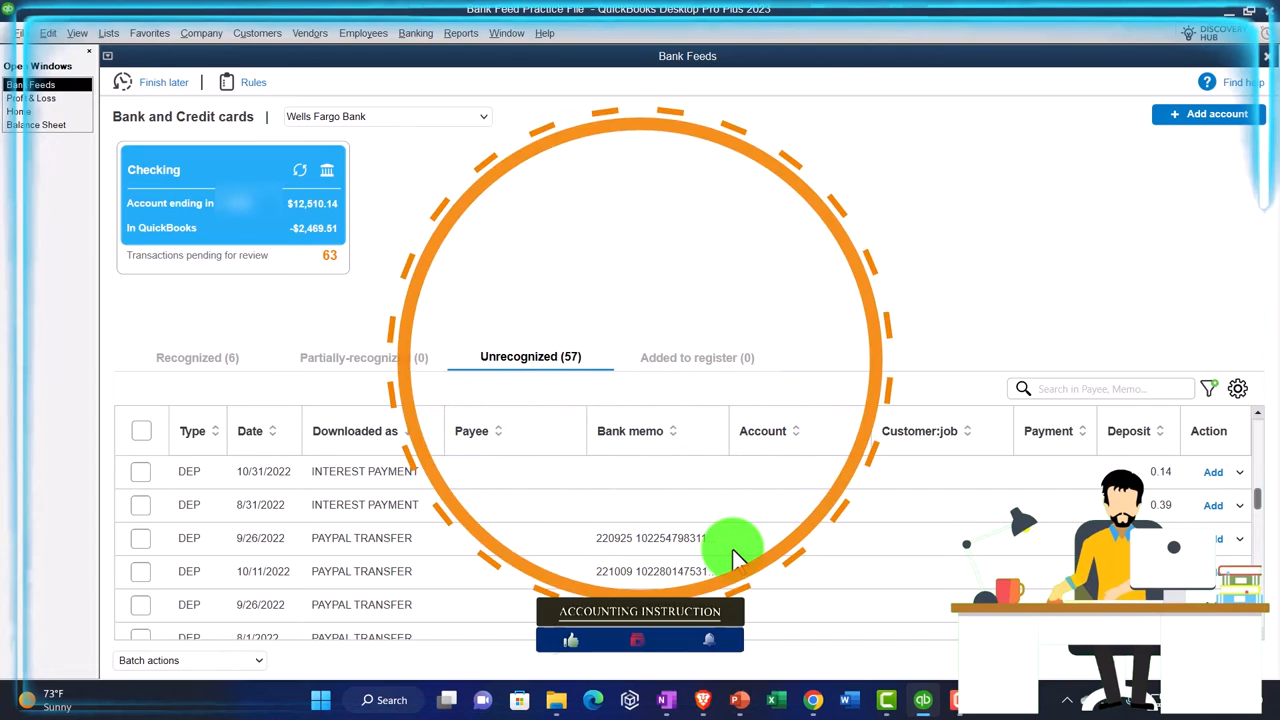 Bank Feed Practice File - QuickBooks Desktop Pro Plus 2023
Edit View Lists Favorites Company Customers Vendors Employees Banking Reports Window Help
DISCOVERY HUB
Open Windows
Bank Feeds
Profit & Loss
Home
Balance Sheet
Bank Feeds
Finish later | Rules
Find help
Bank and Credit cards | Wells Fargo Bank
+ Add account
Checking
Account ending in $12,510.14
In QuickBooks -$2,469.51
Transactions pending for review 63
Recognized (6) Partially-recognized (0) Unrecognized (57) Added to register (0)
Search in Payee, Memo...
Type Date Downloaded as Payee Bank memo Account Customer:job Payment Deposit Action
DEP 10/31/2022 INTEREST PAYMENT 0.14 Add
DEP 8/31/2022 INTEREST PAYMENT 0.39 Add
DEP 9/26/2022 PAYPAL TRANSFER 220925 102254798311...
DEP 10/11/2022 PAYPAL TRANSFER 221009 102280147531...
DEP 9/26/2022 PAYPAL TRANSFER
DEP 8/1/2022 PAYPAL TRANSFER
ACCOUNTING INSTRUCTION
Batch actions
73°F
Sunny
Search